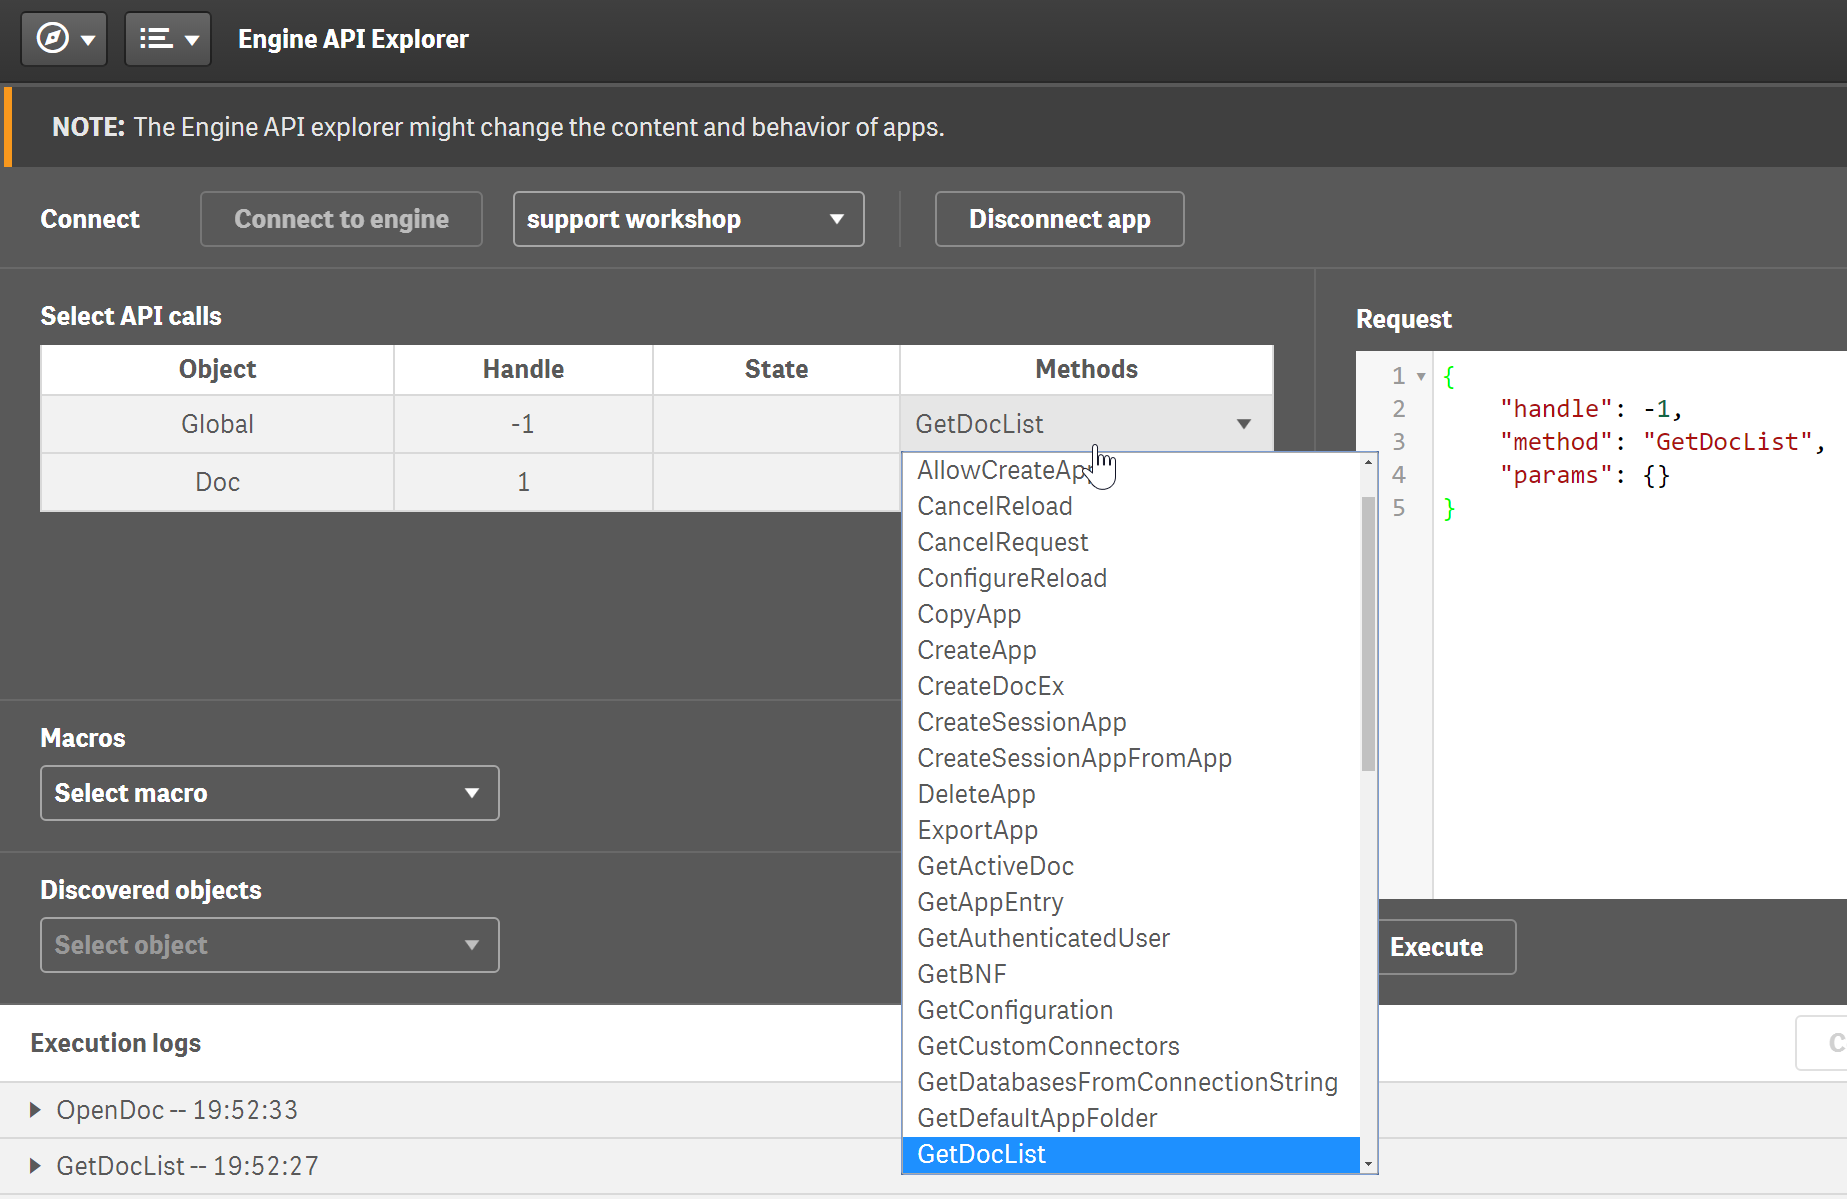 Engine API Explorer
NOTE: The Engine API explorer might change the content and behavior of apps.
Connect
Connect to engine
support workshop
Disconnect app
Select API calls
Object Handle State Methods
Global -1 GetDocList
Doc 1
AllowCreateApp
CancelReload
CancelRequest
ConfigureReload
CopyApp
CreateApp
CreateDocEx
CreateSessionApp
CreateSessionAppFromApp
DeleteApp
ExportApp
GetActiveDoc
GetAppEntry
GetAuthenticatedUser
GetBNF
GetConfiguration
GetCustomConnectors
GetDatabasesFromConnectionString
GetDefaultAppFolder
GetDocList
Request
1 {
2 "handle": -1,
3 "method": "GetDocList",
4 "params": {}
5 }
Execute
Macros
Select macro
Discovered objects
Select object
Execution logs
C
OpenDoc -- 19:52:33
GetDocList -- 19:52:27